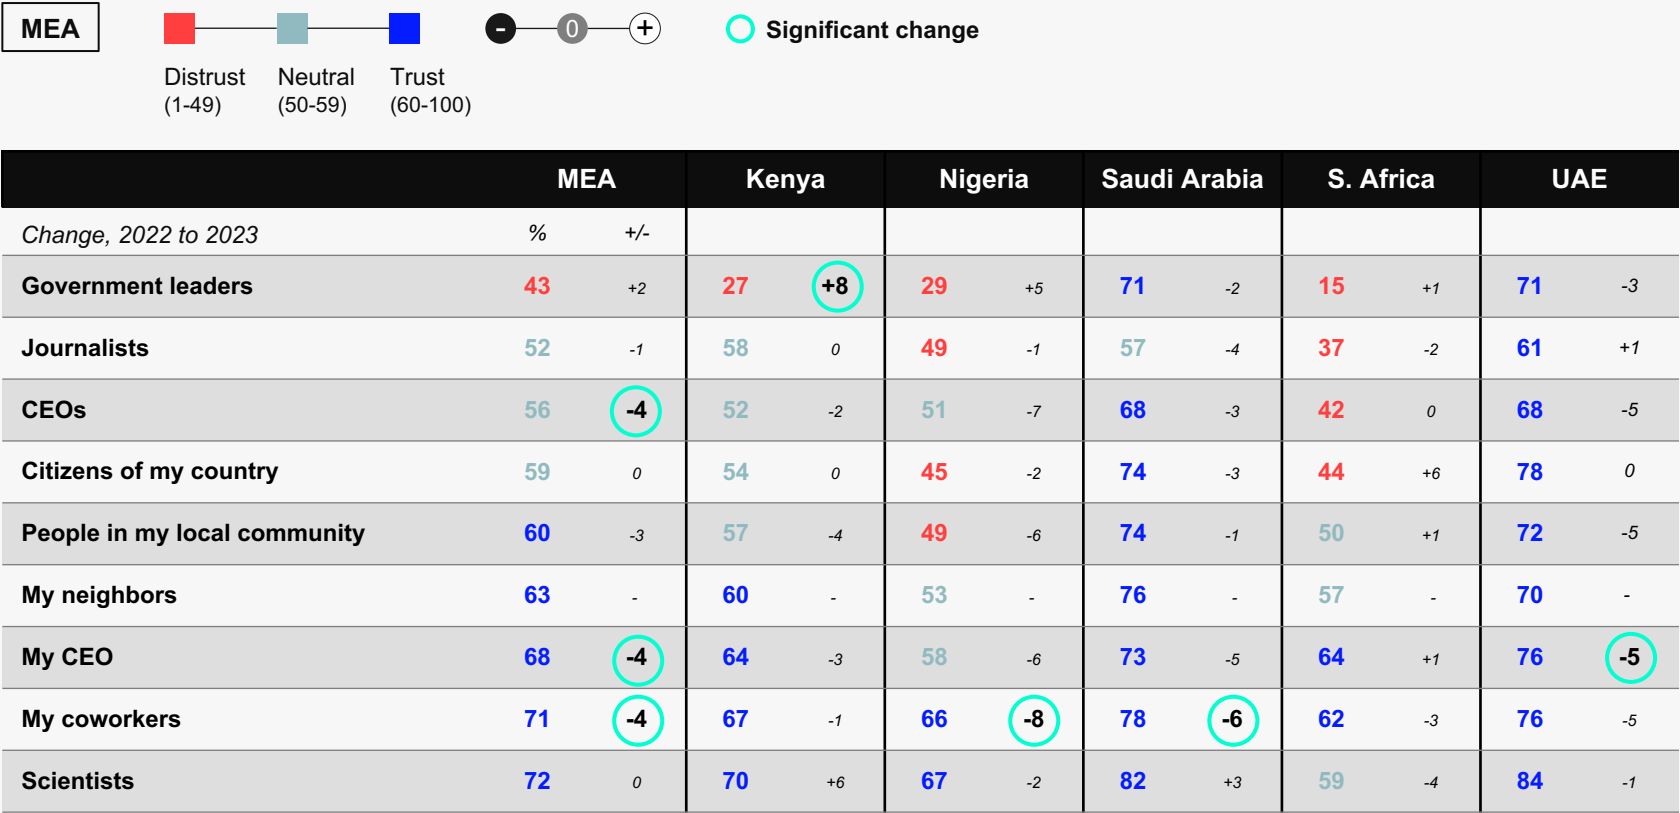 MEA
- 0 + Significant change
Distrust Neutral Trust
(1-49) (50-59) (60-100)
MEA Kenya Nigeria Saudi Arabia S. Africa UAE
Change, 2022 to 2023 % +/-
Government leaders 43 +2 27 +8 29 +5 71 -2 15 +1 71 -3
Journalists 52 -1 58 0 49 -1 57 -4 37 -2 61 +1
CEOs 56 -4 52 -2 51 -7 68 -3 42 0 68 -5
Citizens of my country 59 0 54 0 45 -2 74 -3 44 +6 78 0
People in my local community 60 -3 57 -4 49 -6 74 -1 50 +1 72 -5
My neighbors 63 - 60 - 53 - 76 - 57 - 70 -
My CEO 68 -4 64 -3 58 -6 73 -5 64 +1 76 -5
My coworkers 71 -4 67 -1 66 -8 78 -6 62 -3 76 -5
Scientists 72 0 70 +6 67 -2 82 +3 59 -4 84 -1